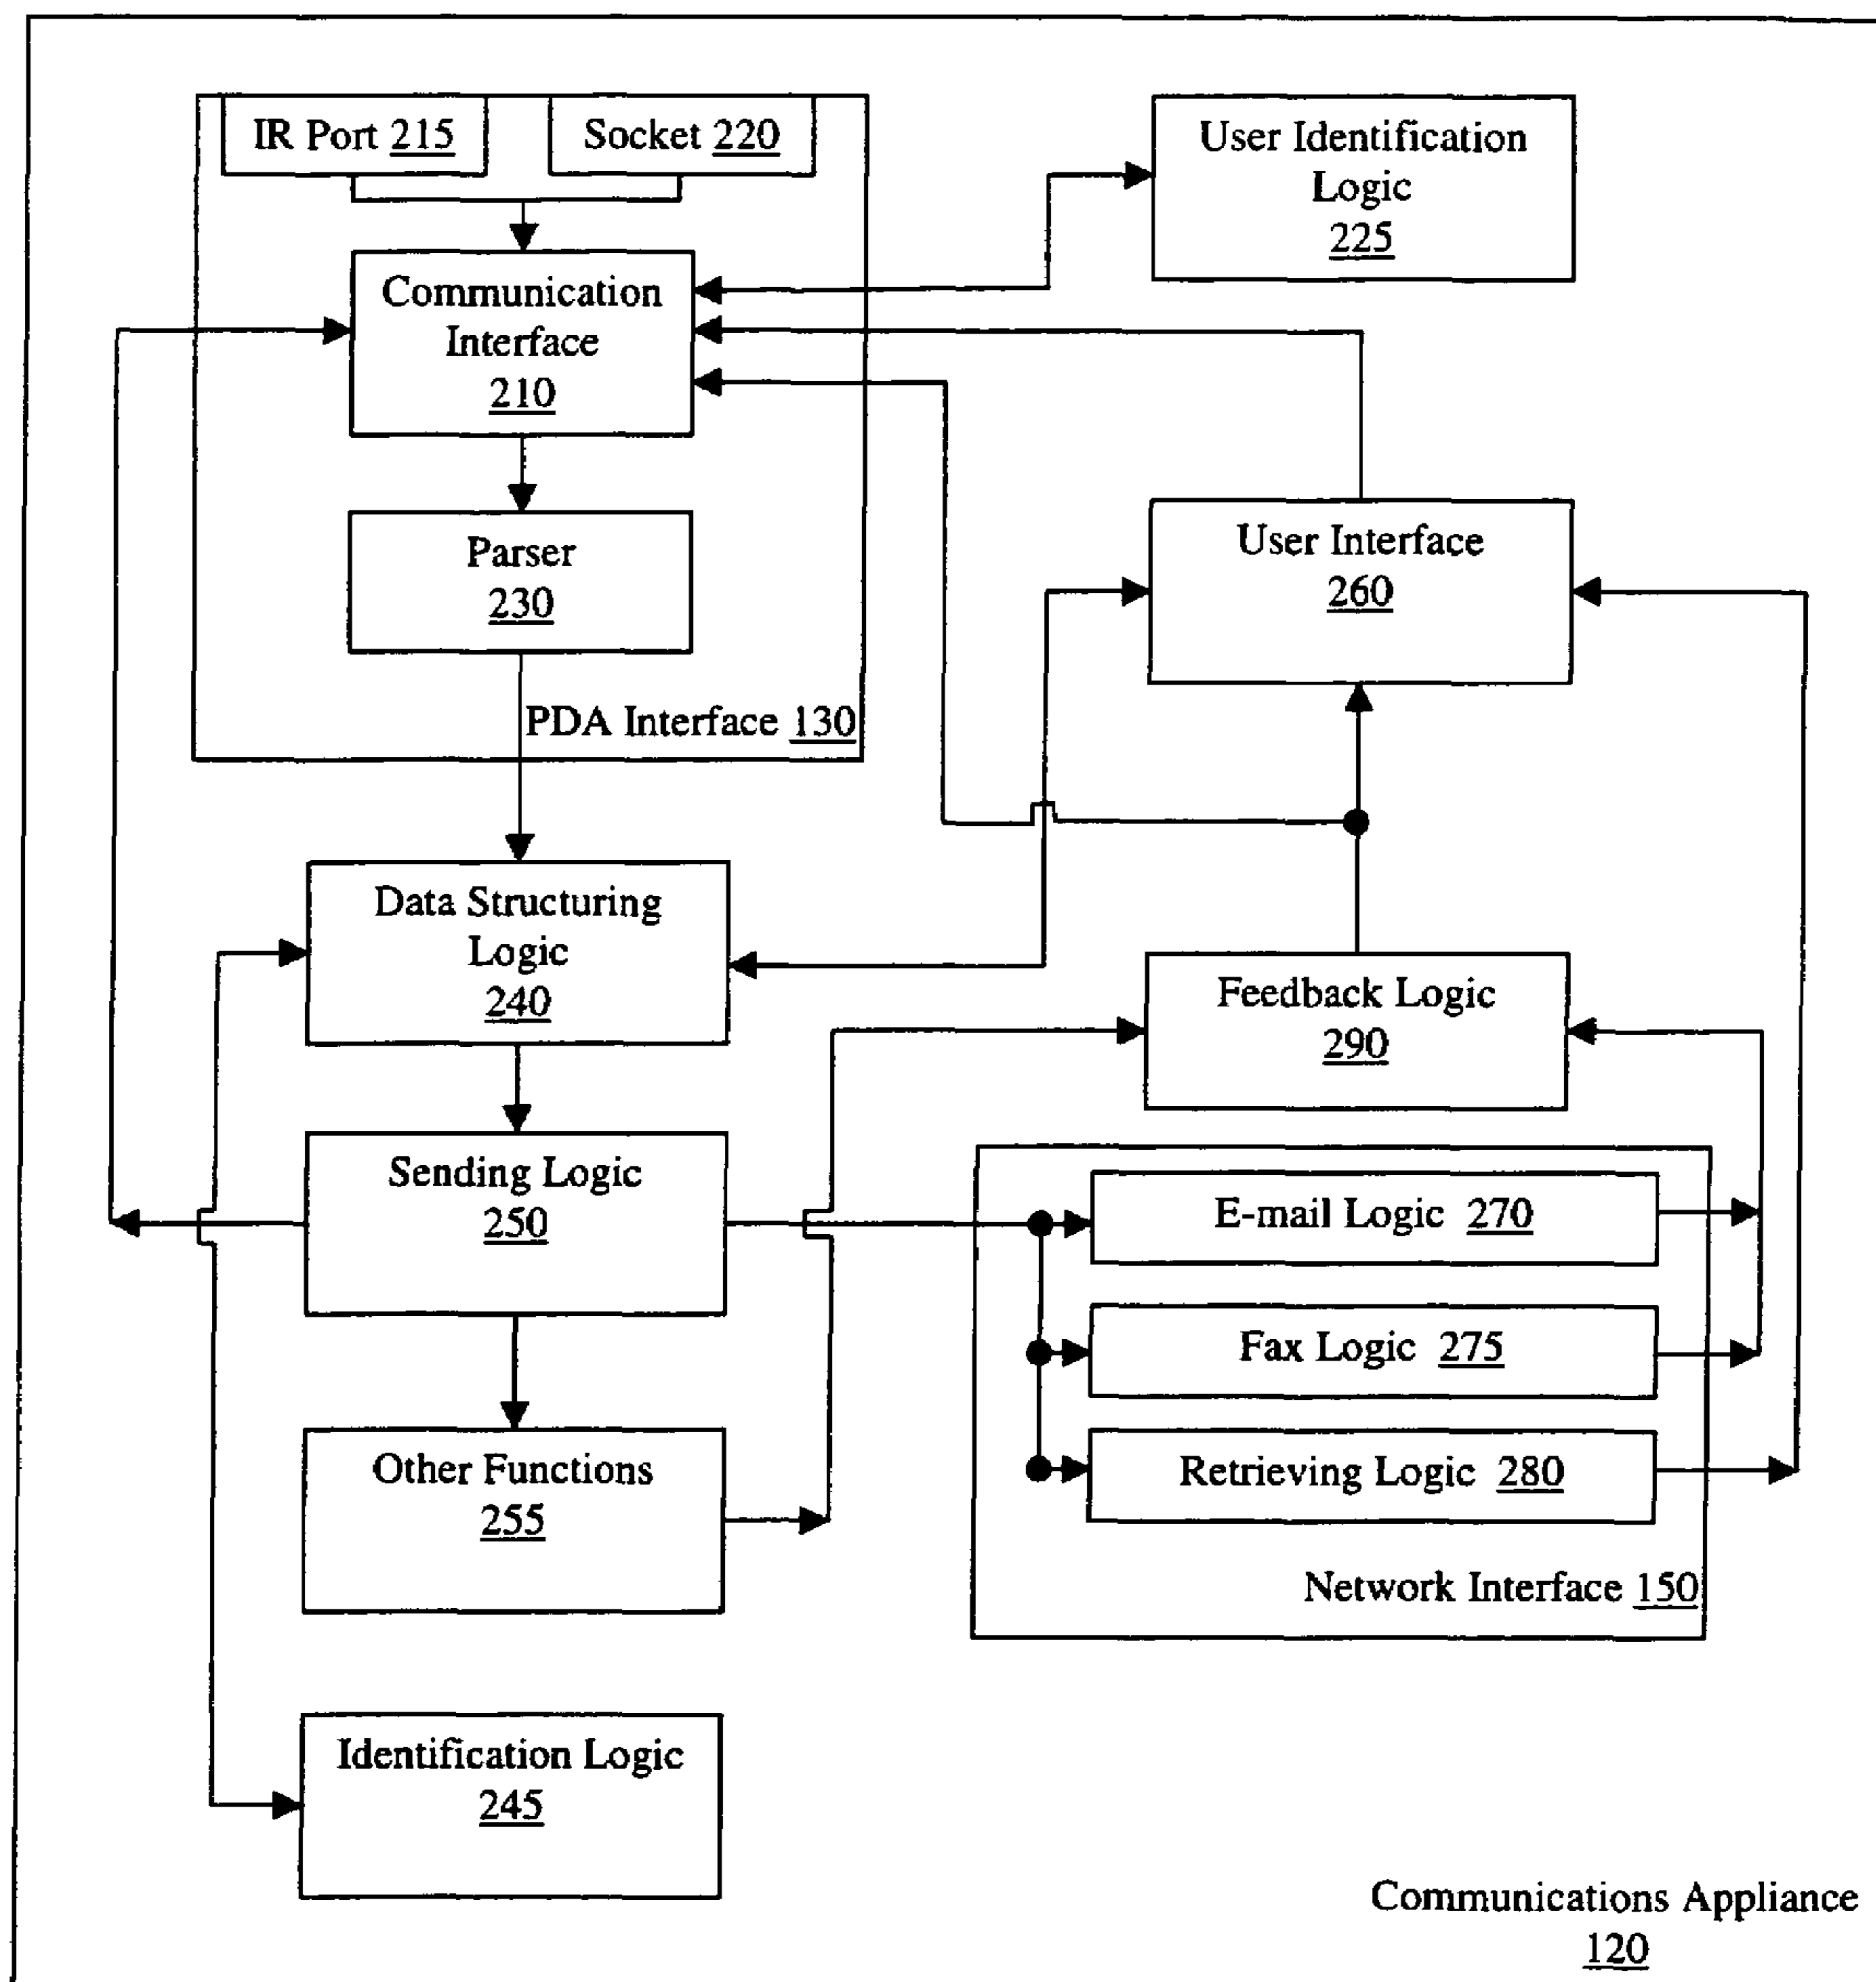 IR Port 215
Socket 220
User Identification
Logic
225
Communication
Interface
210
Parser
230
User Interface
260
PDA Interface 130
Data Structuring
Logic
240
Feedback Logic
290
Sending Logic
250
E-mail Logic 270
Fax Logic 275
Retrieving Logic 280
Other Functions
255
Network Interface 150
Identification Logic
245
Communications Appliance
120